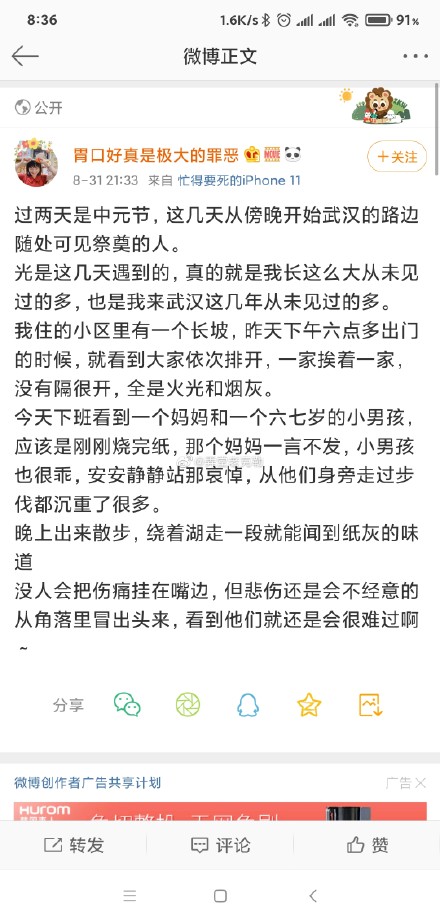 8:36
1.6K/s
91%
微博正文
公开
胃口好真是极大的罪恶
+关注
8-31 21:33 来自 忙得要死的iPhone 11
过两天是中元节，这几天从傍晚开始武汉的路边
随处可见祭奠的人。
光是这几天遇到的，真的就是我长这么大从未见
过的多，也是我来武汉这几年从未见过的多。
我住的小区里有一个长坡，昨天下午六点多出门
的时候，就看到大家依次排开，一家挨着一家，
没有隔很开，全是火光和烟灰。
今天下班看到一个妈妈和一个六七岁的小男孩，
应该是刚刚烧完纸，那个妈妈一言不发，小男孩
也很乖，安安静静站那哀悼，从他们身旁走过步
伐都沉重了很多。
晚上出来散步，绕着湖走一段就能闻到纸灰的味
道
没人会把伤痛挂在嘴边，但悲伤还是会不经意的
从角落里冒出头来，看到他们就还是会很难过啊
~
分享
微博创作者广告共享计划
广告
HUROM
转发
评论
赞